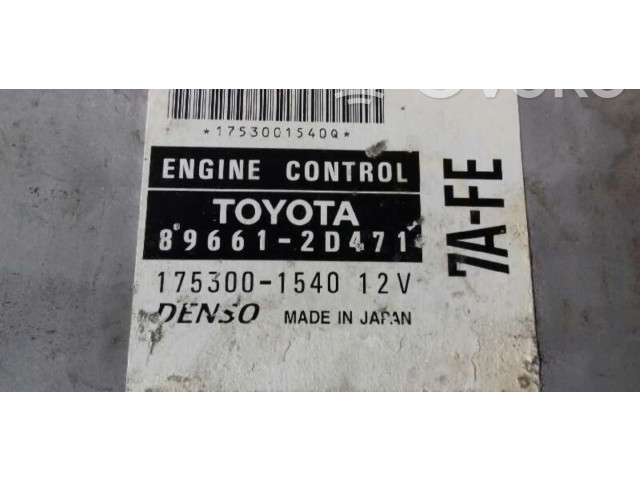 *1753001540Q*
ENGINE CONTROL
TOYOTA
89661-2D471
175300-1540 12V
DENSO MADE IN JAPAN
7A-FE